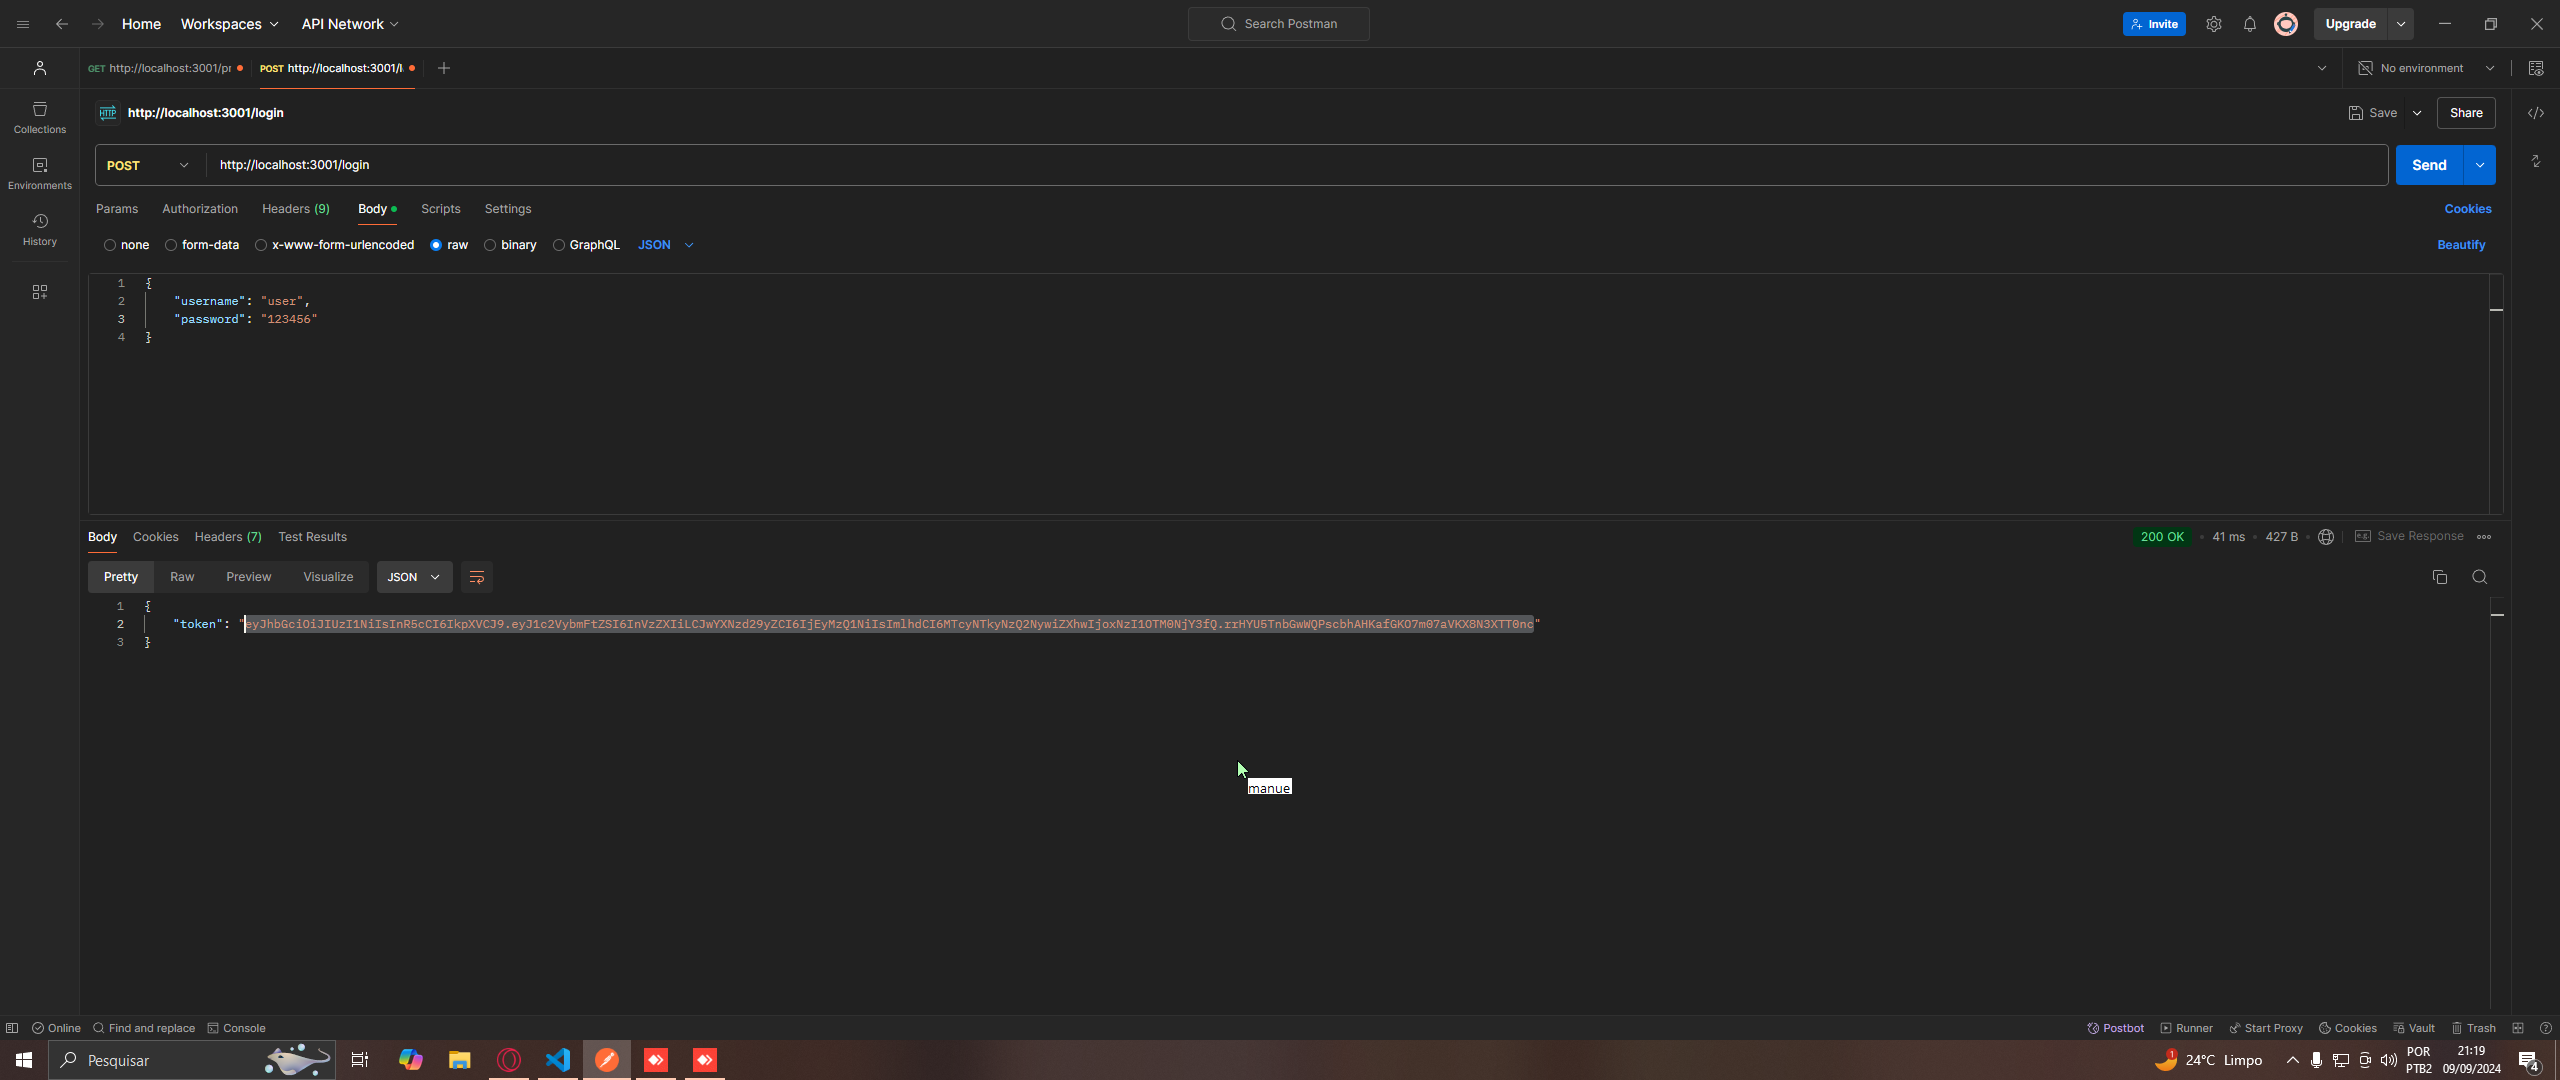 Home Workspaces API Network Search Postman Invite Upgrade
GET http://localhost:3001/pr POST http://localhost:3001/l No environment
HTTP http://localhost:3001/login Save Share
Collections
POST http://localhost:3001/login Send
Environments
Params Authorization Headers (9) Body Scripts Settings Cookies
History
none form-data x-www-form-urlencoded raw binary GraphQL JSON Beautify
1 {
2 "username": "user",
3 "password": "123456"
4 }
Body Cookies Headers (7) Test Results 200 OK 41 ms 427 B Save Response
Pretty Raw Preview Visualize JSON
1 {
2 "token": "eyJhbGciOiJIUzI1NiIsInR5cCI6IkpXVCJ9.eyJ1c2VybmFtZSI6InVzZXIiLCJwYXNzd29yZCI6IjEyMzQ1NiIsImlhdCI6MTcyNTkyNzQ2NywiZXhwIjoxNzI1OTM0NjY3fQ.rrHYU5TnbGwWQPscbhAHKafGKO7m07aVKX8N3XTT0nc"
3 }
manue
Online Find and replace Console Postbot Runner Start Proxy Cookies Vault Trash
Pesquisar 1 24°C Limpo POR PTB2 21:19 09/09/2024 4